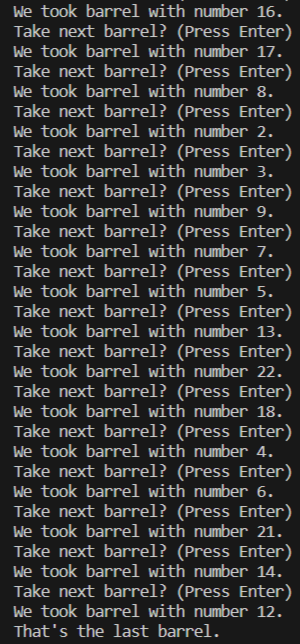 We took barrel with number 16.
Take next barrel? (Press Enter)
We took barrel with number 17.
Take next barrel? (Press Enter)
We took barrel with number 8.
Take next barrel? (Press Enter)
We took barrel with number 2.
Take next barrel? (Press Enter)
We took barrel with number 3.
Take next barrel? (Press Enter)
We took barrel with number 9.
Take next barrel? (Press Enter)
We took barrel with number 7.
Take next barrel? (Press Enter)
We took barrel with number 5.
Take next barrel? (Press Enter)
We took barrel with number 13.
Take next barrel? (Press Enter)
We took barrel with number 22.
Take next barrel? (Press Enter)
We took barrel with number 18.
Take next barrel? (Press Enter)
We took barrel with number 4.
Take next barrel? (Press Enter)
We took barrel with number 6.
Take next barrel? (Press Enter)
We took barrel with number 21.
Take next barrel? (Press Enter)
We took barrel with number 14.
Take next barrel? (Press Enter)
We took barrel with number 12.
That's the last barrel.